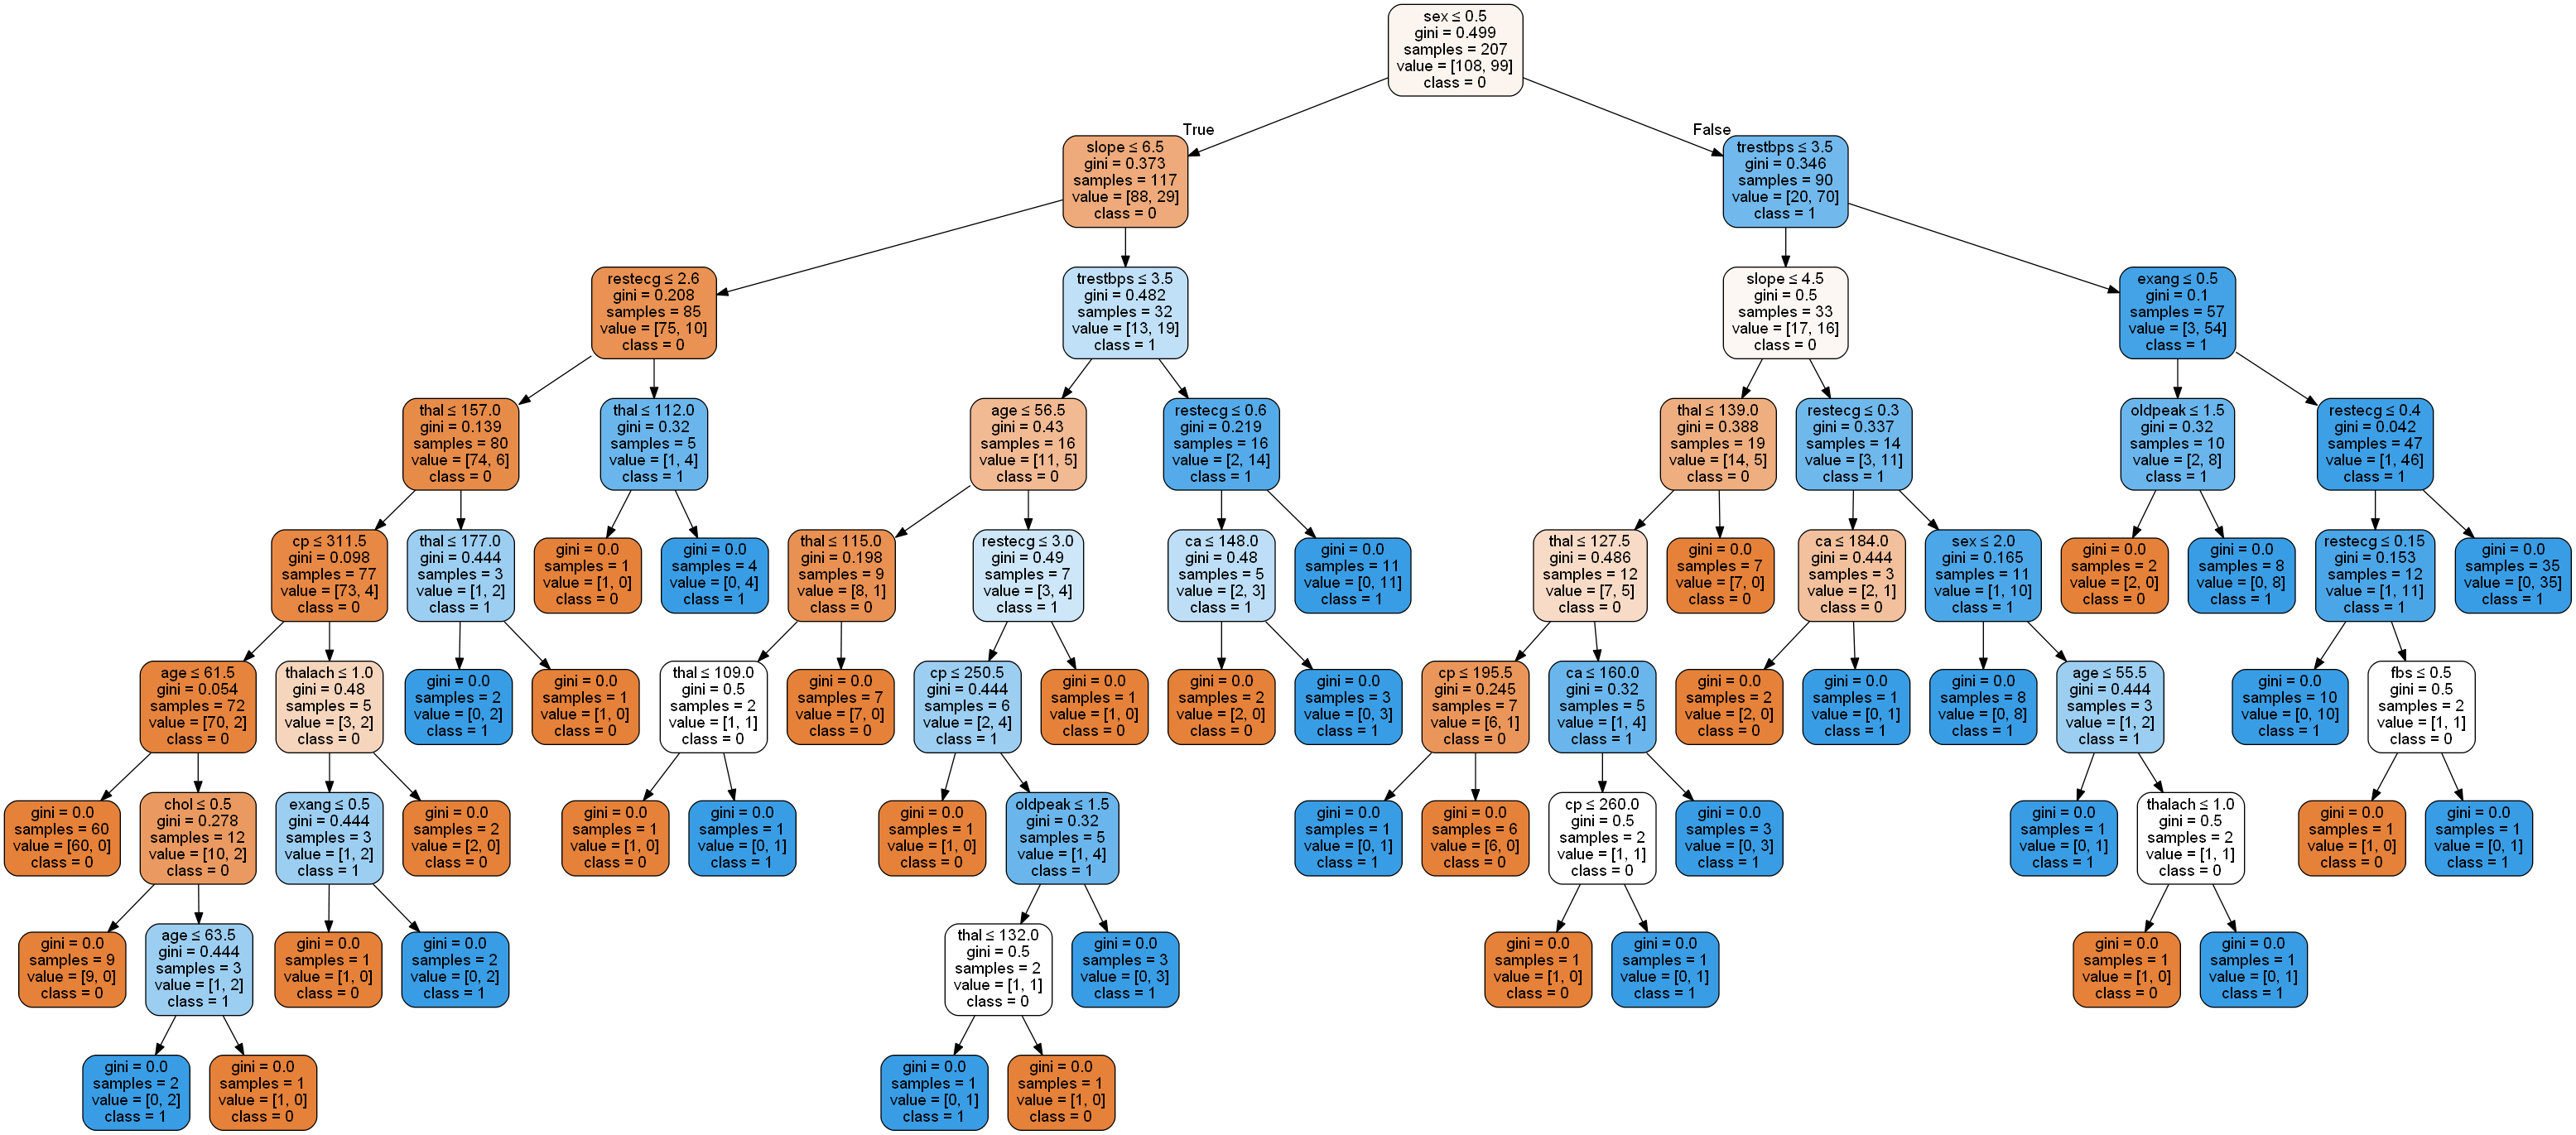 sex ≤ 0.5
gini = 0.499
samples = 207
value = [108, 99]
class = 0
True
False
slope ≤ 6.5
gini = 0.373
samples = 117
value = [88, 29]
class = 0
trestbps ≤ 3.5
gini = 0.346
samples = 90
value = [20, 70]
class = 1
restecg ≤ 2.6
gini = 0.208
samples = 85
value = [75, 10]
class = 0
trestbps ≤ 3.5
gini = 0.482
samples = 32
value = [13, 19]
class = 1
slope ≤ 4.5
gini = 0.5
samples = 33
value = [17, 16]
class = 0
exang ≤ 0.5
gini = 0.1
samples = 57
value = [3, 54]
class = 1
thal ≤ 157.0
gini = 0.139
samples = 80
value = [74, 6]
class = 0
thal ≤ 112.0
gini = 0.32
samples = 5
value = [1, 4]
class = 1
age ≤ 56.5
gini = 0.43
samples = 16
value = [11, 5]
class = 0
restecg ≤ 0.6
gini = 0.219
samples = 16
value = [2, 14]
class = 1
thal ≤ 139.0
gini = 0.388
samples = 19
value = [14, 5]
class = 0
restecg ≤ 0.3
gini = 0.337
samples = 14
value = [3, 11]
class = 1
oldpeak ≤ 1.5
gini = 0.32
samples = 10
value = [2, 8]
class = 1
restecg ≤ 0.4
gini = 0.042
samples = 47
value = [1, 46]
class = 1
cp ≤ 311.5
gini = 0.098
samples = 77
value = [73, 4]
class = 0
thal ≤ 177.0
gini = 0.444
samples = 3
value = [1, 2]
class = 1
gini = 0.0
samples = 1
value = [1, 0]
class = 0
gini = 0.0
samples = 4
value = [0, 4]
class = 1
thal ≤ 115.0
gini = 0.198
samples = 9
value = [8, 1]
class = 0
restecg ≤ 3.0
gini = 0.49
samples = 7
value = [3, 4]
class = 1
ca ≤ 148.0
gini = 0.48
samples = 5
value = [2, 3]
class = 1
gini = 0.0
samples = 11
value = [0, 11]
class = 1
thal ≤ 127.5
gini = 0.486
samples = 12
value = [7, 5]
class = 0
gini = 0.0
samples = 7
value = [7, 0]
class = 0
ca ≤ 184.0
gini = 0.444
samples = 3
value = [2, 1]
class = 0
sex ≤ 2.0
gini = 0.165
samples = 11
value = [1, 10]
class = 1
gini = 0.0
samples = 2
value = [2, 0]
class = 0
gini = 0.0
samples = 8
value = [0, 8]
class = 1
restecg ≤ 0.15
gini = 0.153
samples = 12
value = [1, 11]
class = 1
gini = 0.0
samples = 35
value = [0, 35]
class = 1
age ≤ 61.5
gini = 0.054
samples = 72
value = [70, 2]
class = 0
thalach ≤ 1.0
gini = 0.48
samples = 5
value = [3, 2]
class = 0
gini = 0.0
samples = 2
value = [0, 2]
class = 1
gini = 0.0
samples = 1
value = [1, 0]
class = 0
thal ≤ 109.0
gini = 0.5
samples = 2
value = [1, 1]
class = 0
gini = 0.0
samples = 7
value = [7, 0]
class = 0
cp ≤ 250.5
gini = 0.444
samples = 6
value = [2, 4]
class = 1
gini = 0.0
samples = 1
value = [1, 0]
class = 0
gini = 0.0
samples = 2
value = [2, 0]
class = 0
gini = 0.0
samples = 3
value = [0, 3]
class = 1
cp ≤ 195.5
gini = 0.245
samples = 7
value = [6, 1]
class = 0
ca ≤ 160.0
gini = 0.32
samples = 5
value = [1, 4]
class = 1
gini = 0.0
samples = 2
value = [2, 0]
class = 0
gini = 0.0
samples = 1
value = [0, 1]
class = 1
gini = 0.0
samples = 8
value = [0, 8]
class = 1
age ≤ 55.5
gini = 0.444
samples = 3
value = [1, 2]
class = 1
gini = 0.0
samples = 10
value = [0, 10]
class = 1
fbs ≤ 0.5
gini = 0.5
samples = 2
value = [1, 1]
class = 0
gini = 0.0
samples = 60
value = [60, 0]
class = 0
chol ≤ 0.5
gini = 0.278
samples = 12
value = [10, 2]
class = 0
exang ≤ 0.5
gini = 0.444
samples = 3
value = [1, 2]
class = 1
gini = 0.0
samples = 2
value = [2, 0]
class = 0
gini = 0.0
samples = 1
value = [1, 0]
class = 0
gini = 0.0
samples = 1
value = [0, 1]
class = 1
gini = 0.0
samples = 1
value = [1, 0]
class = 0
oldpeak ≤ 1.5
gini = 0.32
samples = 5
value = [1, 4]
class = 1
gini = 0.0
samples = 1
value = [0, 1]
class = 1
gini = 0.0
samples = 6
value = [6, 0]
class = 0
cp ≤ 260.0
gini = 0.5
samples = 2
value = [1, 1]
class = 0
gini = 0.0
samples = 3
value = [0, 3]
class = 1
gini = 0.0
samples = 1
value = [0, 1]
class = 1
thalach ≤ 1.0
gini = 0.5
samples = 2
value = [1, 1]
class = 0
gini = 0.0
samples = 1
value = [1, 0]
class = 0
gini = 0.0
samples = 1
value = [0, 1]
class = 1
gini = 0.0
samples = 9
value = [9, 0]
class = 0
age ≤ 63.5
gini = 0.444
samples = 3
value = [1, 2]
class = 1
gini = 0.0
samples = 1
value = [1, 0]
class = 0
gini = 0.0
samples = 2
value = [0, 2]
class = 1
thal ≤ 132.0
gini = 0.5
samples = 2
value = [1, 1]
class = 0
gini = 0.0
samples = 3
value = [0, 3]
class = 1
gini = 0.0
samples = 1
value = [1, 0]
class = 0
gini = 0.0
samples = 1
value = [0, 1]
class = 1
gini = 0.0
samples = 1
value = [1, 0]
class = 0
gini = 0.0
samples = 1
value = [0, 1]
class = 1
gini = 0.0
samples = 2
value = [0, 2]
class = 1
gini = 0.0
samples = 1
value = [1, 0]
class = 0
gini = 0.0
samples = 1
value = [0, 1]
class = 1
gini = 0.0
samples = 1
value = [1, 0]
class = 0